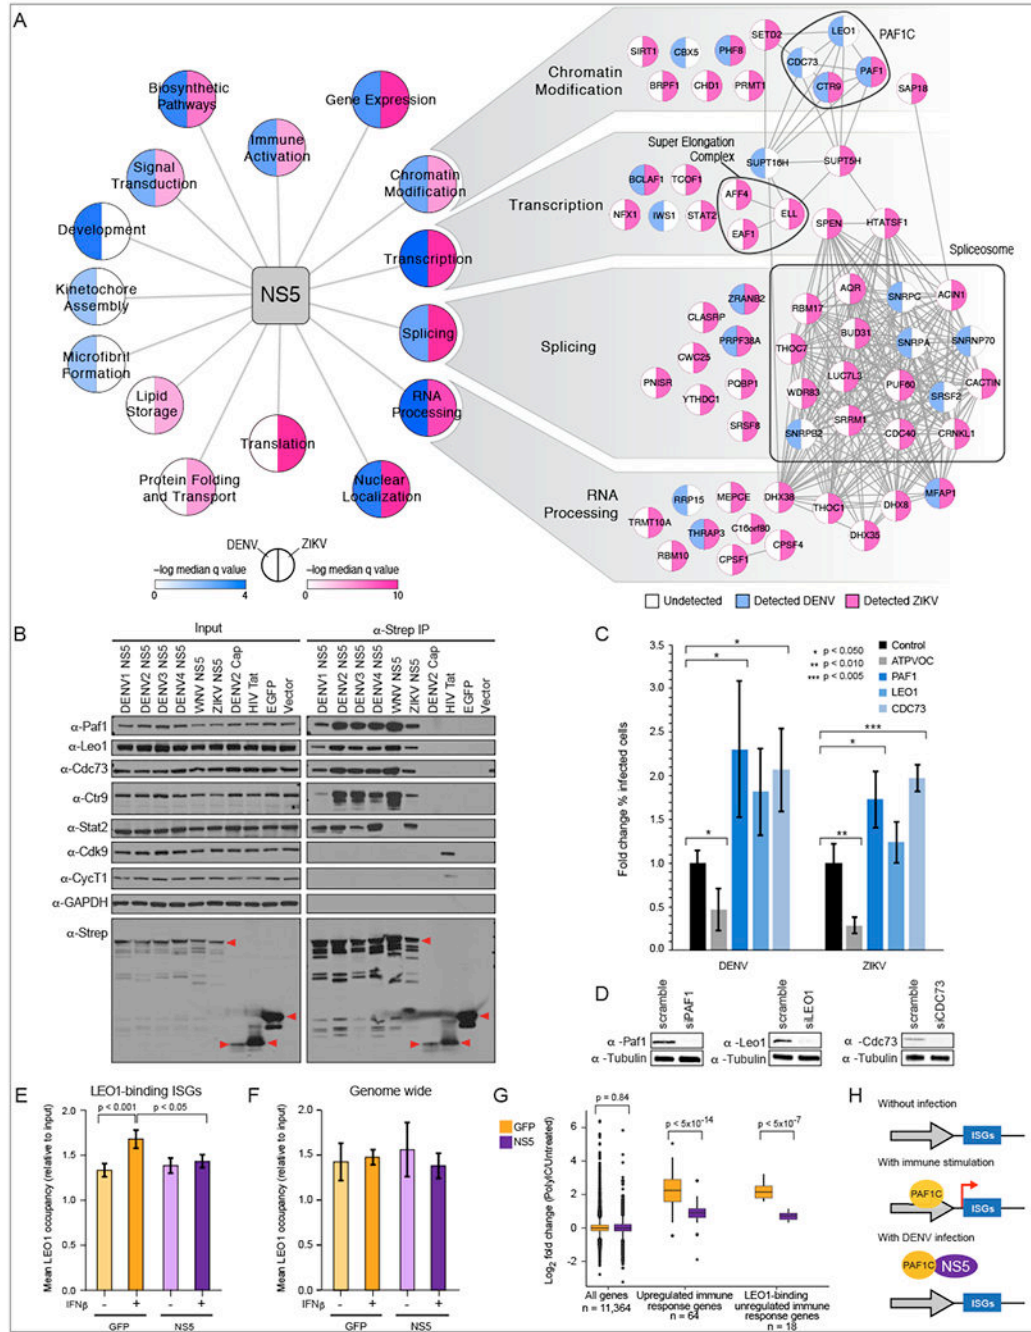 A
Biosynthetic
Pathways
Gene Expression
Immune
Activation
Signal
Transduction
Chromatin
Modification
Development
Transcription
NS5
Kinetochore
Assembly
Splicing
Microfibril
Formation
Lipid
Storage
RNA
Processing
Translation
Protein Folding
and Transport
Nuclear
Localization
DENV
ZIKV
–log median q value
0
4
–log median q value
0
10
Chromatin
Modification
SIRT1
CBX5
PHF8
SETD2
LEO1
PAF1C
CDC73
PAF1
CTR9
BRPF1
CHD1
PRMT1
SAP18
Transcription
Super Elongation
Complex
SUPT16H
SUPT5H
BCLAF1
TCOF1
AFF4
NFX1
IWS1
STAT2
ELL
EAF1
SPEN
HTATSF1
Spliceosome
Splicing
ZRANB2
CLASRP
PRPF38A
CWC25
PNISR
PQBP1
YTHDC1
SRSF8
AQR
SNRPC
ACIN1
RBM17
BUD31
SNRPA
SNRNP70
THOC7
LUC7L3
PUF60
CACTIN
WDR83
SRSF2
SRRM1
SNRPB2
CDC40
CRNKL1
RNA
Processing
RRP15
MEPCE
DHX38
THOC1
DHX8
MFAP1
TRMT10A
THRAP3
C16orf80
DHX35
RBM10
CPSF1
CPSF4
Undetected
Detected DENV
Detected ZIKV
B
Input
α-Strep IP
DENV1 NS5
DENV2 NS5
DENV3 NS5
DENV4 NS5
WNV NS5
ZIKV NS5
DENV2 Cap
HIV Tat
EGFP
Vector
DENV1 NS5
DENV2 NS5
DENV3 NS5
DENV4 NS5
WNV NS5
ZIKV NS5
DENV2 Cap
HIV Tat
EGFP
Vector
α-Paf1
α-Leo1
α-Cdc73
α-Ctr9
α-Stat2
α-Cdk9
α-CycT1
α-GAPDH
α-Strep
C
Fold change % infected cells
3.5
3.0
2.5
2.0
1.5
1.0
0.5
0.0
* p < 0.050
** p < 0.010
*** p < 0.005
Control
ATPVOC
PAF1
LEO1
CDC73
*
*
*
***
*
**
DENV
ZIKV
D
scramble
siPAF1
α -Paf1
α -Tubulin
scramble
siLEO1
α -Leo1
α -Tubulin
scramble
siCDC73
α -Cdc73
α -Tubulin
E
LEO1-binding ISGs
p < 0.001
p < 0.05
Mean LEO1 occupancy (relative to input)
2.0
1.5
1.0
0.5
0.0
IFNβ
-
+
-
+
GFP
NS5
F
Genome wide
Mean LEO1 occupancy (relative to input)
2.0
1.5
1.0
0.5
0.0
IFNβ
-
+
-
+
GFP
NS5
G
GFP
NS5
p = 0.84
p < 5x10-14
p < 5x10-7
Log2 fold change (PolyIC/Untreated)
6
4
2
0
-2
All genes
n = 11,364
Upregulated immune
response genes
n = 64
LEO1-binding
unregulated immune
response genes
n = 18
H
Without infection
ISGs
With immune stimulation
PAF1C
ISGs
With DENV infection
PAF1C
NS5
ISGs